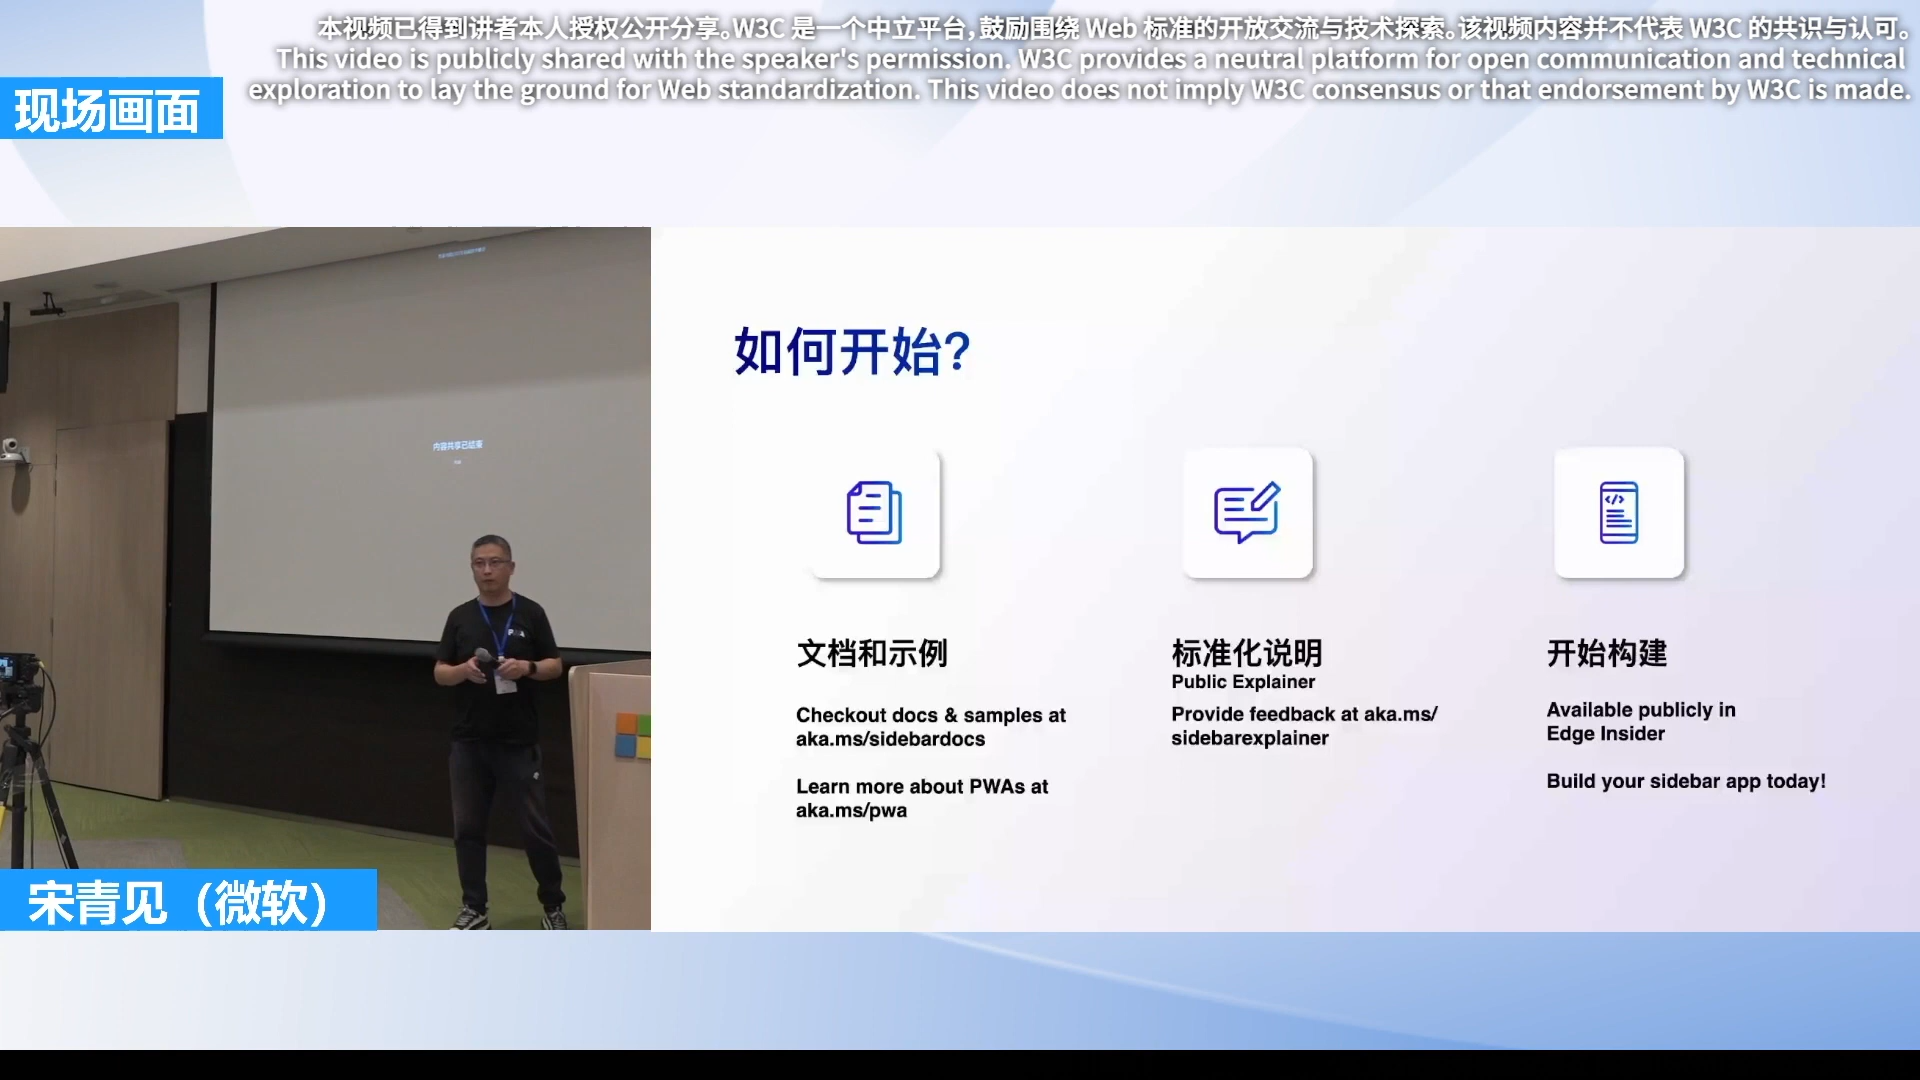 本视频已得到讲者本人授权公开分享。W3C 是一个中立平台，鼓励围绕 Web 标准的开放交流与技术探索。该视频内容并不代表 W3C 的共识与认可。
This video is publicly shared with the speaker's permission. W3C provides a neutral platform for open communication and technical
exploration to lay the ground for Web standardization. This video does not imply W3C consensus or that endorsement by W3C is made.
现场画面
内容共享已结束
宋青见（微软）
如何开始?
文档和示例
Checkout docs & samples at
aka.ms/sidebardocs
Learn more about PWAs at
aka.ms/pwa
标准化说明
Public Explainer
Provide feedback at aka.ms/
sidebarexplainer
开始构建
Available publicly in
Edge Insider
Build your sidebar app today!